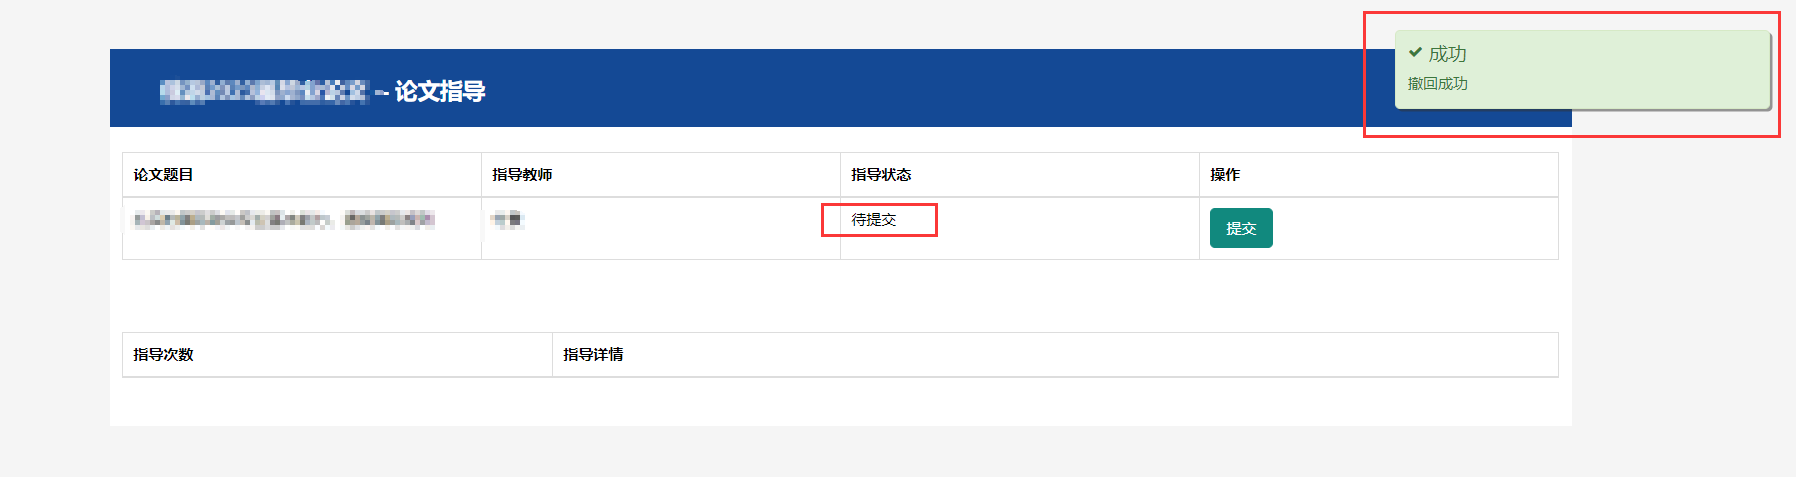 成功
撤回成功
-- 论文指导
论文题目 指导教师 指导状态 操作
待提交 提交
指导次数 指导详情